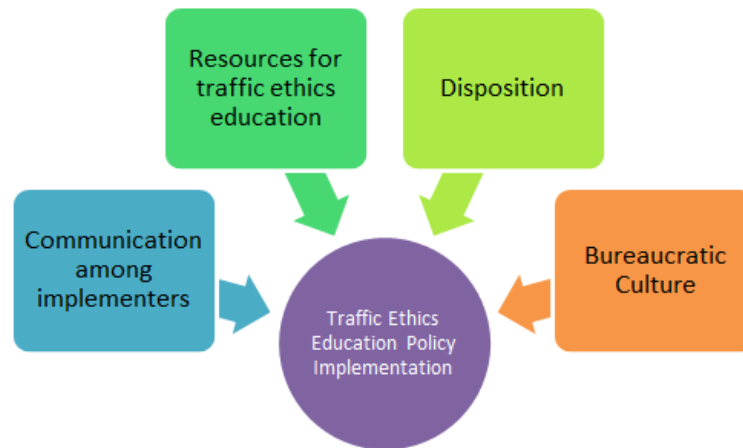 Resources for
traffic ethics
education
Disposition
Communication
among
implementers
Bureaucratic
Culture
Traffic Ethics
Education Policy
Implementation